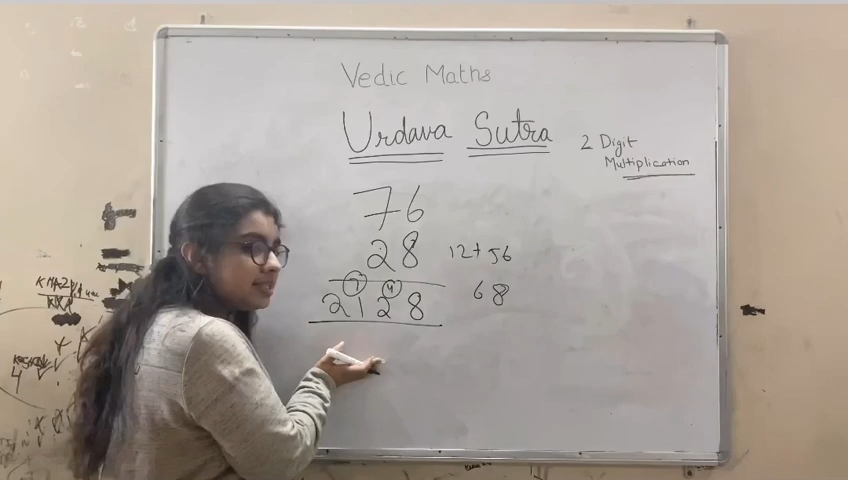 Vedic Maths
Urdava Sutra
2 Digit
Multiplication
76
28
12+56
68
2128